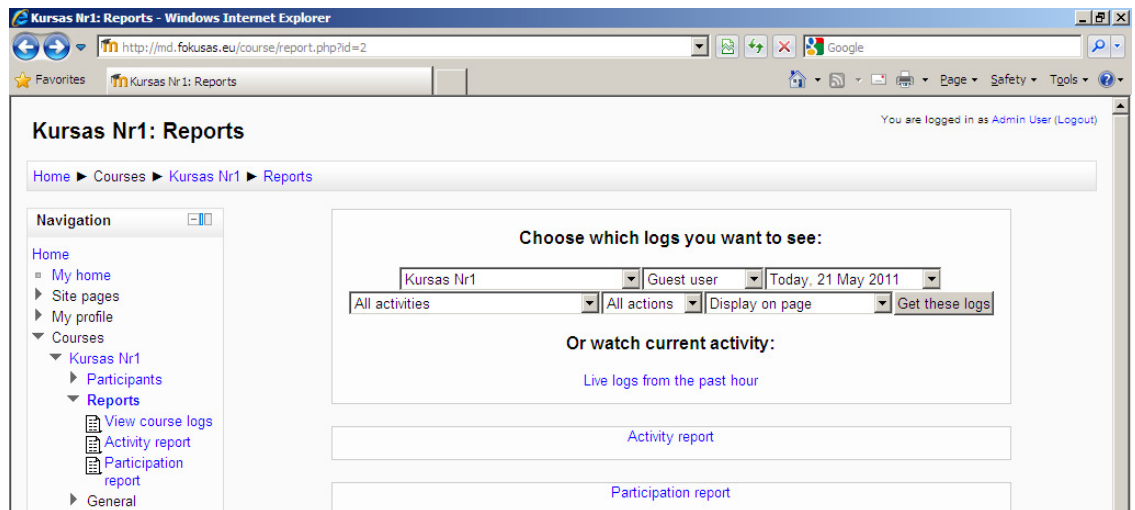 Kursas Nr1: Reports - Windows Internet Explorer
http://md.fokusas.eu/course/report.php?id=2
Google
Favorites
Kursas Nr1: Reports
Page
Safety
Tools
Kursas Nr1: Reports
You are logged in as Admin User (Logout)
Home ► Courses ► Kursas Nr1 ► Reports
Navigation
Home
My home
Site pages
My profile
Courses
Kursas Nr1
Participants
Reports
View course logs
Activity report
Participation
report
General
Choose which logs you want to see:
Kursas Nr1 Guest user Today, 21 May 2011
All activities All actions Display on page Get these logs
Or watch current activity:
Live logs from the past hour
Activity report
Participation report